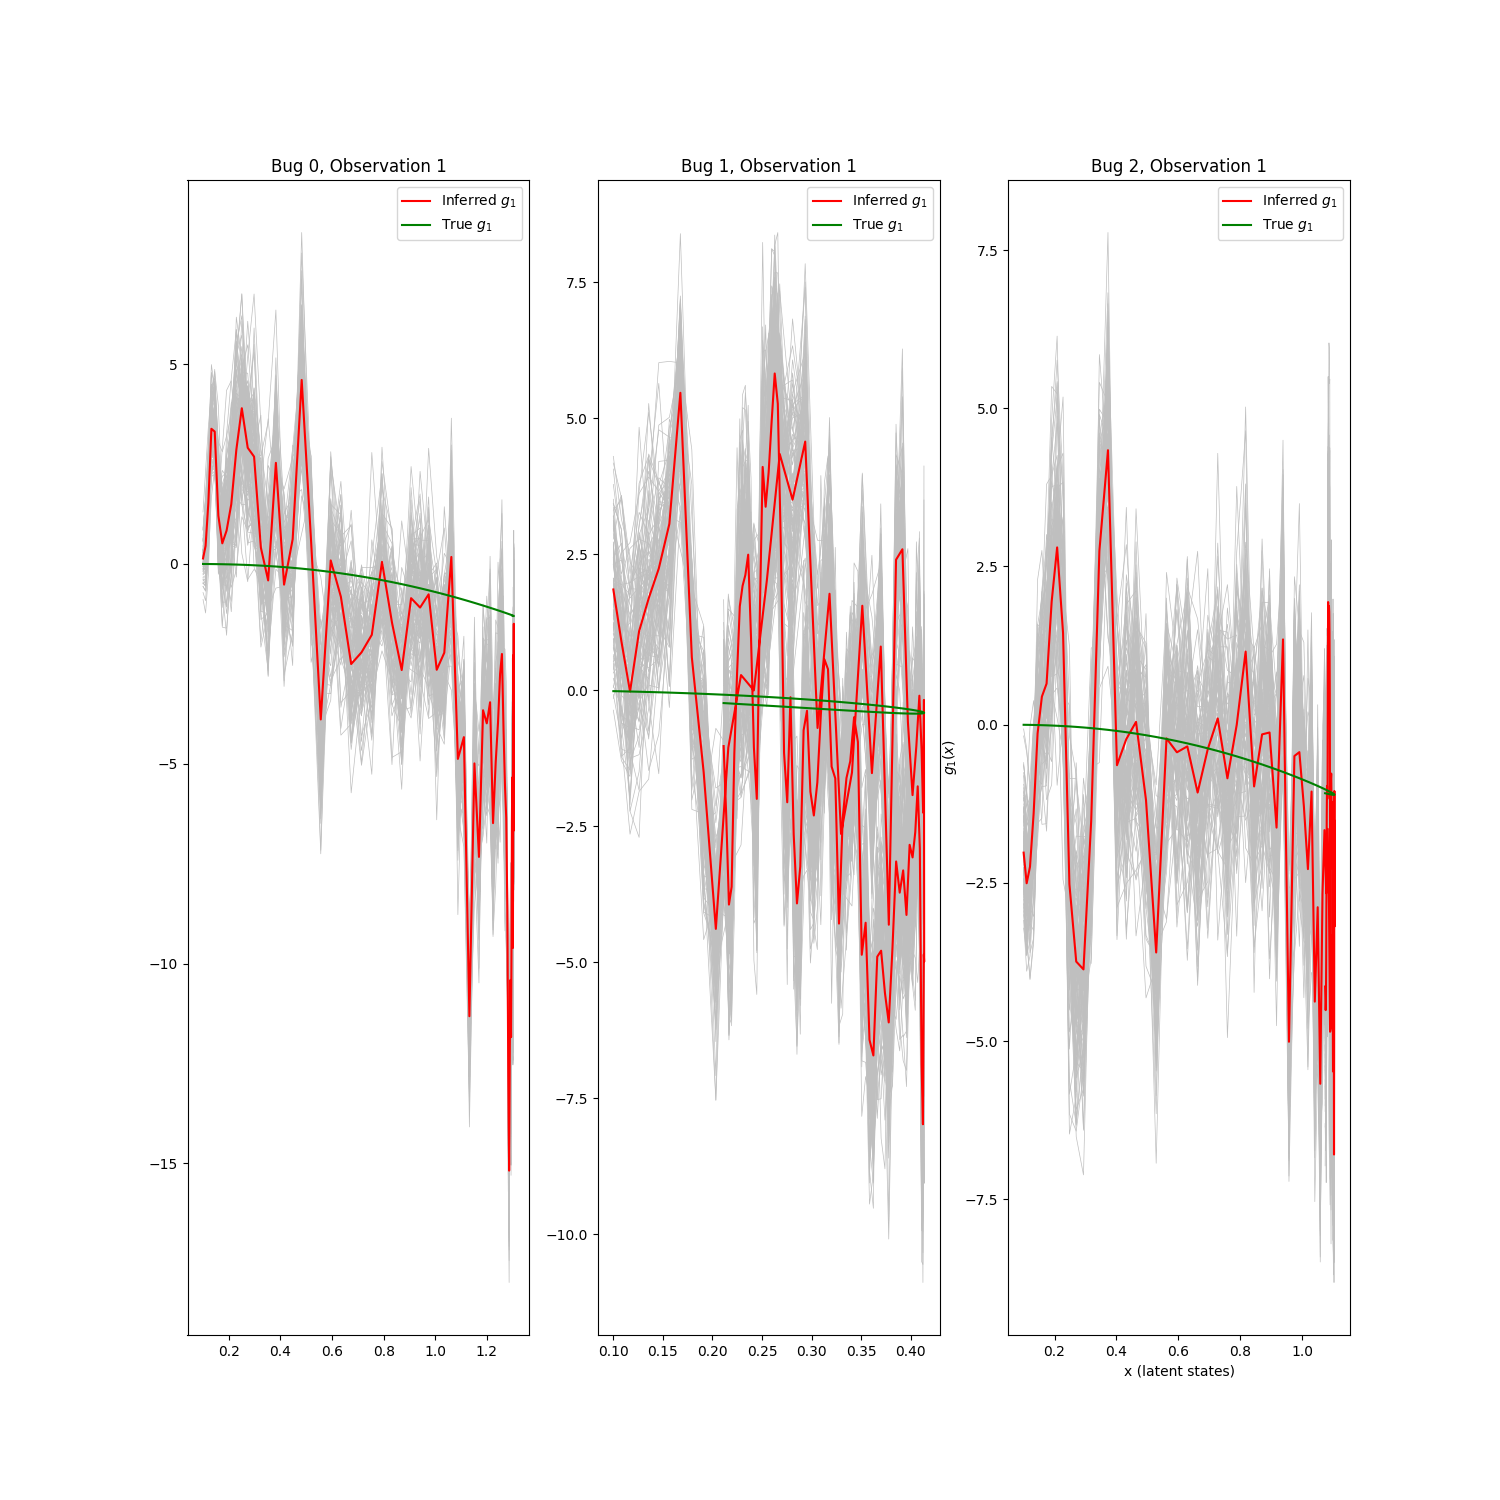 Bug 0, Observation 1
Inferred g₁
True g₁
5
0
−5
−10
−15
0.2 0.4 0.6 0.8 1.0 1.2
Bug 1, Observation 1
Inferred g₁
True g₁
7.5
5.0
2.5
0.0
−2.5
−5.0
−7.5
−10.0
0.10 0.15 0.20 0.25 0.30 0.35 0.40
Bug 2, Observation 1
Inferred g₁
True g₁
g₁(x)
7.5
5.0
2.5
0.0
−2.5
−5.0
−7.5
0.2 0.4 0.6 0.8 1.0
x (latent states)